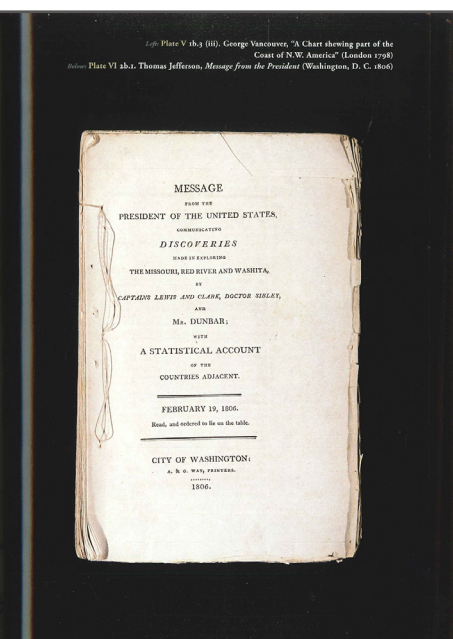 Left: Plate V 1b.3 (iii). George Vancouver, "A Chart shewing part of the
Coast of N.W. America" (London 1798)
Below: Plate VI 2b.1. Thomas Jefferson, Message from the President (Washington, D. C. 1806)
MESSAGE
FROM THE
PRESIDENT OF THE UNITED STATES,
COMMUNICATING
DISCOVERIES
MADE IN EXPLORING
THE MISSOURI, RED RIVER AND WASHITA,
BY
CAPTAINS LEWIS AND CLARK, DOCTOR SIBLEY,
AND
MR. DUNBAR;
WITH
A STATISTICAL ACCOUNT
OF THE
COUNTRIES ADJACENT.
FEBRUARY 19, 1806.
Read, and ordered to lie on the table.
CITY OF WASHINGTON:
A. & G. WAY, PRINTERS.
1806.